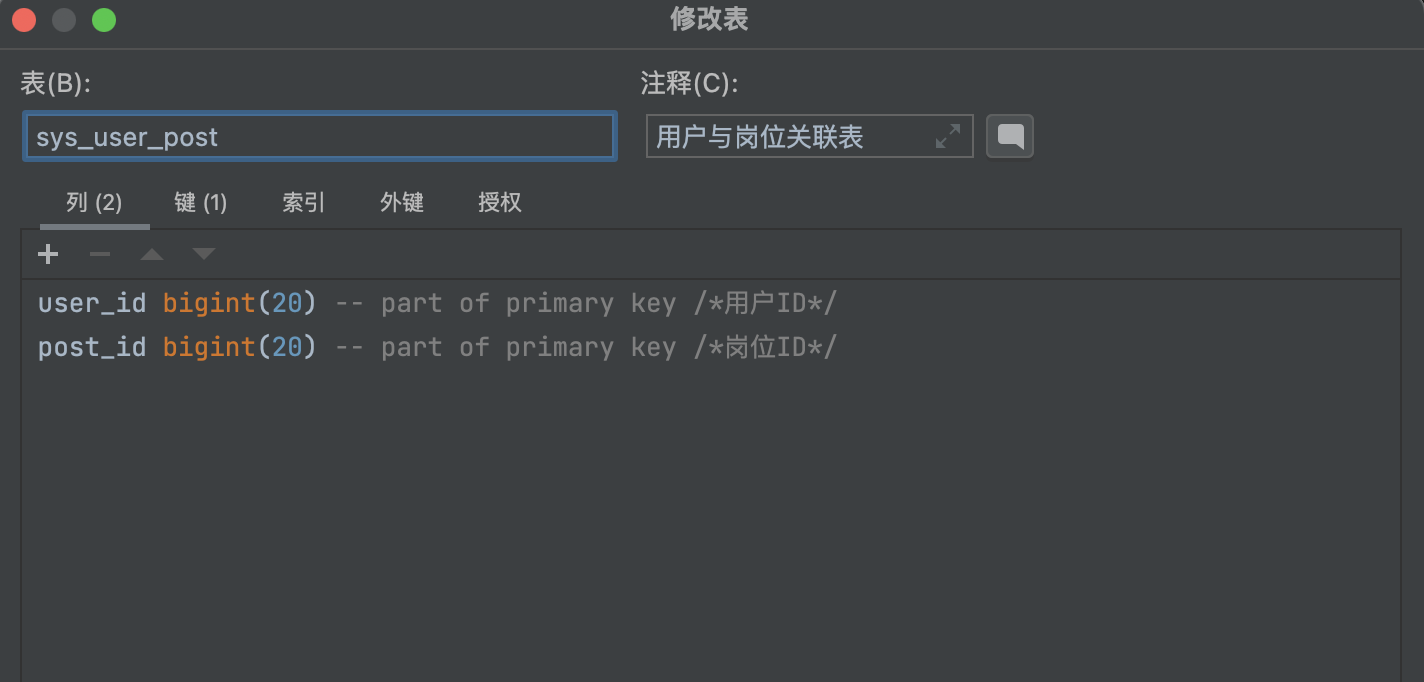 修改表
表(B):
注释(C):
sys_user_post
用户与岗位关联表
列 (2) 键 (1) 索引 外键 授权
user_id bigint(20) -- part of primary key /*用户ID*/
post_id bigint(20) -- part of primary key /*岗位ID*/